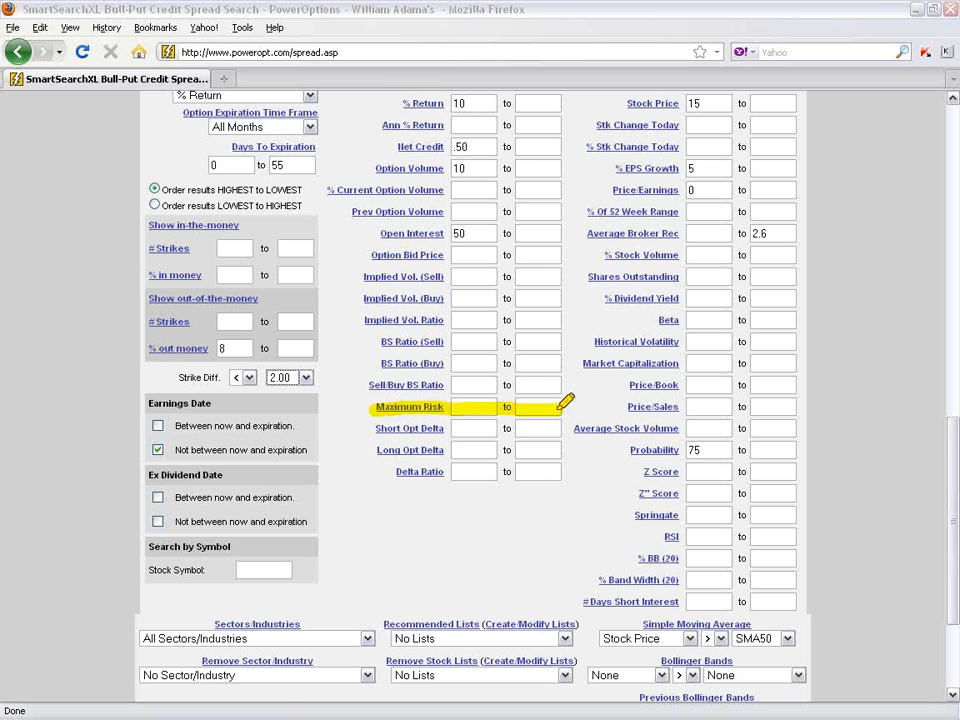 SmartSearchXL Bull-Put Credit Spread Search - PowerOptions - William Adama's - Mozilla Firefox
File Edit View History Bookmarks Yahoo! Tools Help
http://www.poweropt.com/spread.asp
Yahoo
SmartSearchXL Bull-Put Credit Sprea...
% Return
Option Expiration Time Frame
All Months
Days To Expiration
0 to 55
Order results HIGHEST to LOWEST
Order results LOWEST to HIGHEST
Show in-the-money
# Strikes to
% in money to
Show out-of-the-money
# Strikes to
% out money 8 to
Strike Diff. < 2.00
Earnings Date
Between now and expiration.
Not between now and expiration
Ex Dividend Date
Between now and expiration.
Not between now and expiration
Search by Symbol
Stock Symbol:
% Return 10 to
Ann % Return to
Net Credit .50 to
Option Volume 10 to
% Current Option Volume to
Prev Option Volume to
Open Interest 50 to
Option Bid Price to
Implied Vol. (Sell) to
Implied Vol. (Buy) to
Implied Vol. Ratio to
BS Ratio (Sell) to
BS Ratio (Buy) to
Sell/Buy BS Ratio to
Maximum Risk to
Short Opt Delta to
Long Opt Delta to
Delta Ratio to
Stock Price 15 to
Stk Change Today to
% Stk Change Today to
% EPS Growth 5 to
Price/Earnings 0 to
% Of 52 Week Range to
Average Broker Rec to 2.6
% Stock Volume to
Shares Outstanding to
% Dividend Yield to
Beta to
Historical Volatility to
Market Capitalization to
Price/Book to
Price/Sales to
Average Stock Volume to
Probability 75 to
Z Score to
Z" Score to
Springate to
RSI to
% BB (20) to
% Band Width (20) to
# Days Short Interest to
Sectors/Industries
All Sectors/Industries
Recommended Lists (Create/Modify Lists)
No Lists
Simple Moving Average
Stock Price > SMA50
Remove Sector/Industry
No Sector/Industry
Remove Stock Lists (Create/Modify Lists)
No Lists
Bollinger Bands
None > None
Previous Bollinger Bands
Done